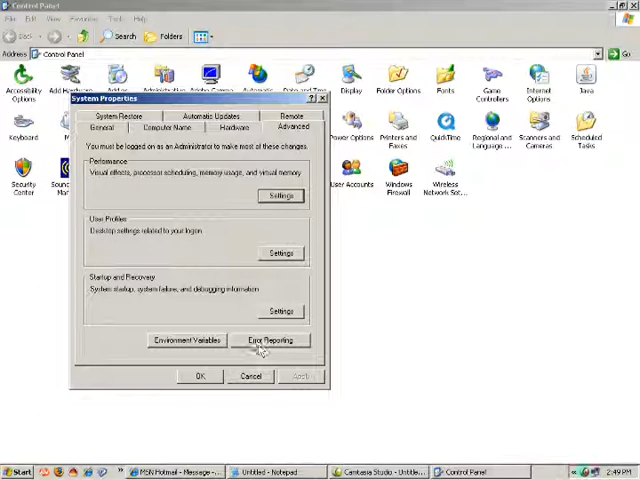 Control Panel
File Edit View Favorites Tools Help
Back Search Folders
Address Control Panel Go
Accessibility Options
Add Hardware
Date and Time
Display
Folder Options
Fonts
Game Controllers
Internet Options
Java
Keyboard
Power Options
Printers and Faxes
QuickTime
Regional and Language ...
Scheduled Tasks
Security Center
User Accounts
Windows Firewall
Wireless Network Set...
System Properties
System Restore Automatic Updates Remote
General Computer Name Hardware Advanced
You must be logged on as an Administrator to make most of these changes.
Performance
Visual effects, processor scheduling, memory usage, and virtual memory
Settings
User Profiles
Desktop settings related to your logon
Settings
Startup and Recovery
System startup, system failure, and debugging information
Settings
Environment Variables Error Reporting
OK Cancel Apply
Start MSN Hotmail - Message -... Untitled - Notepad Camtasia Studio - Untitle... Control Panel 2:49 PM